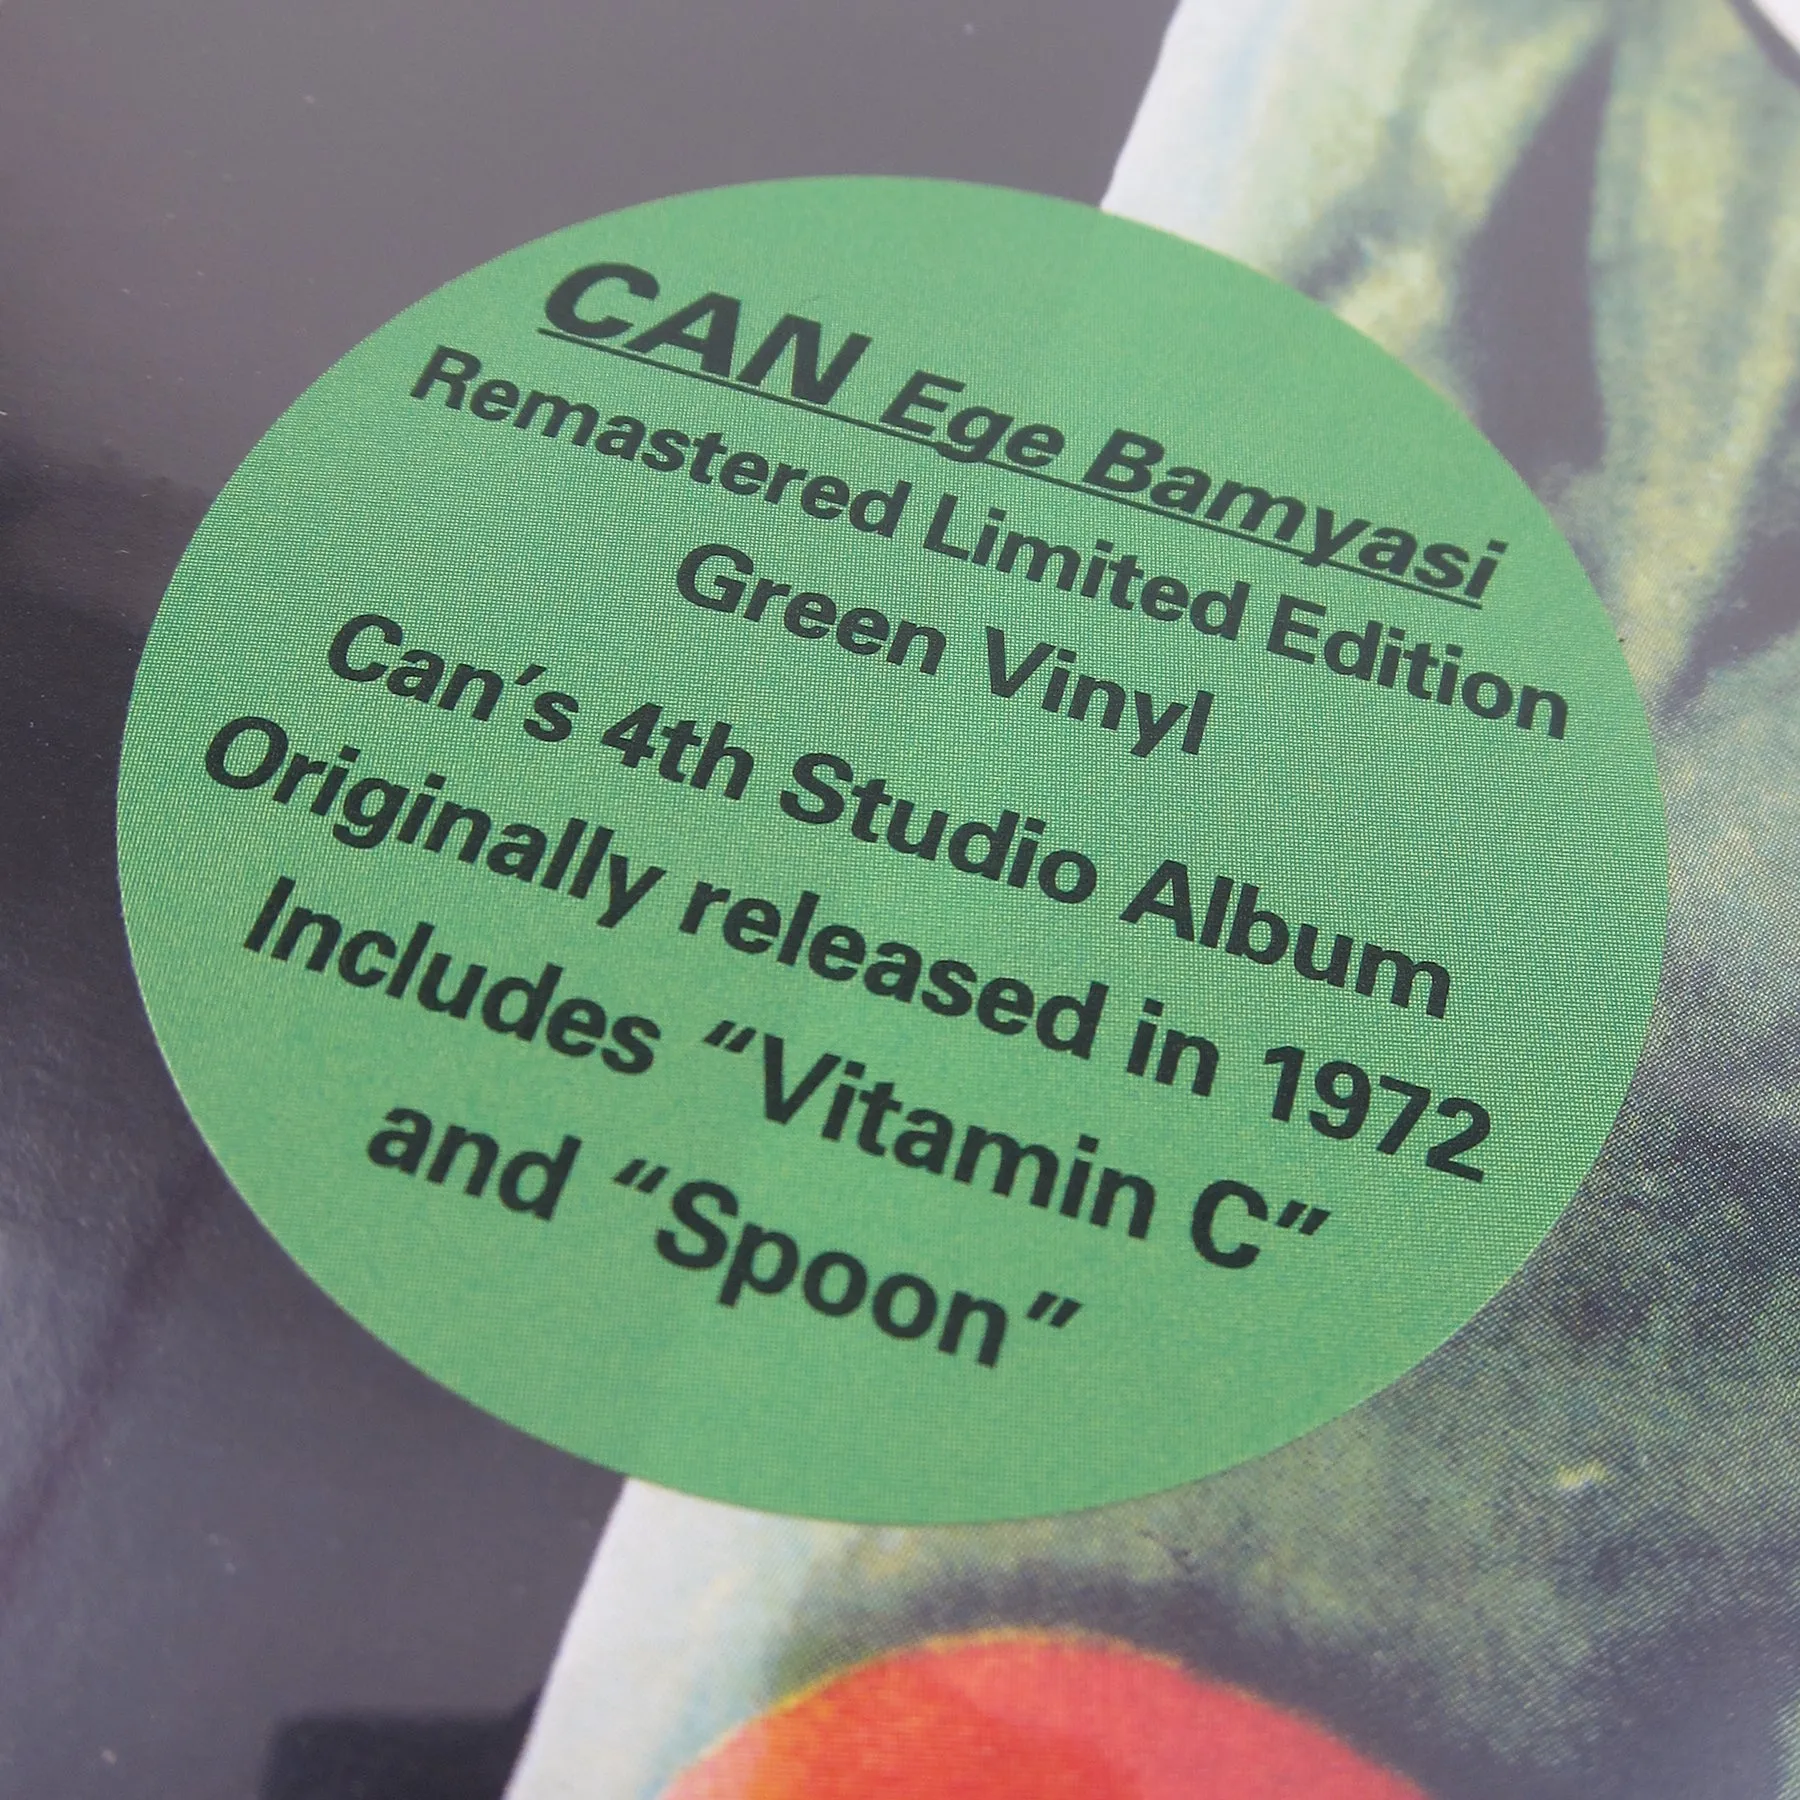 CAN Ege Bamyasi
Remastered Limited Edition
Green Vinyl
Can’s 4th Studio Album
Originally released in 1972
Includes “Vitamin C”
and “Spoon”